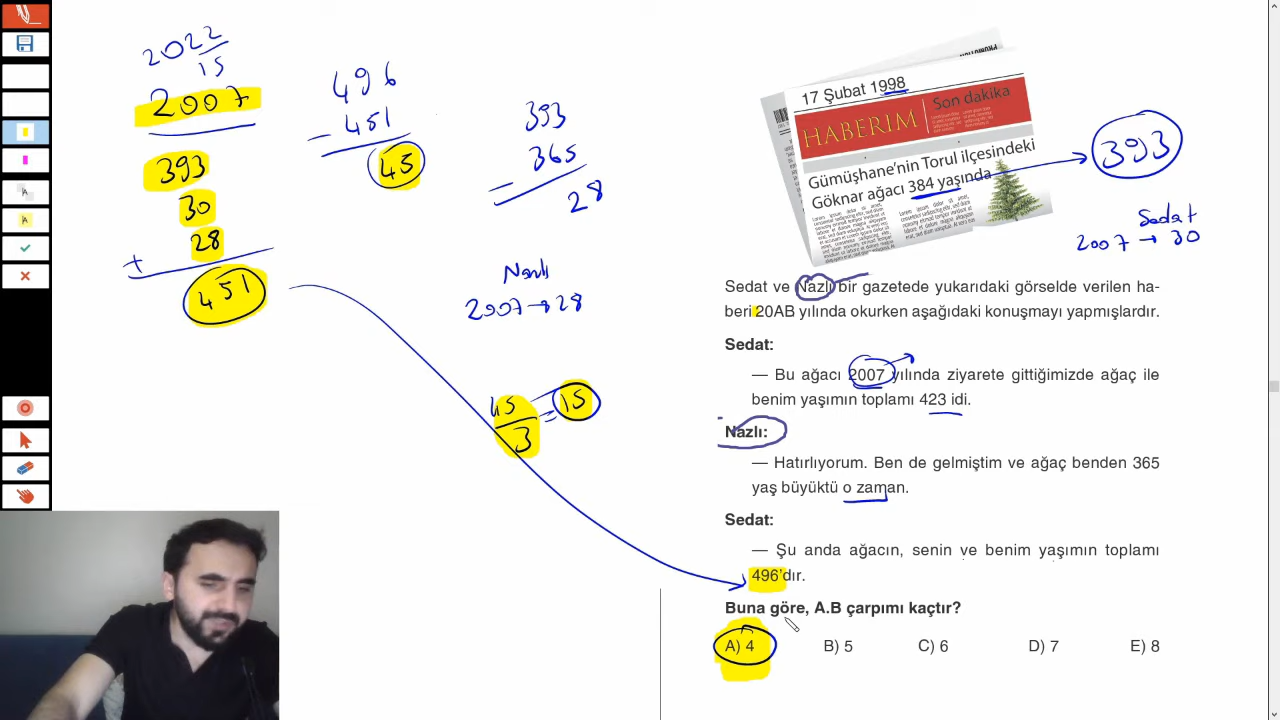 2022
15
2007
393
30
28
+
451
496
- 451
45
393
365
-
28
Nazlı
2007 → 28
45
3
= 15
17 Şubat 1998
HABERİM
Son dakika
Gümüşhane'nin Torul ilçesindeki
Göknar ağacı 384 yaşında
393
Sedat
2007 → 30
Sedat ve Nazlı bir gazetede yukarıdaki görselde verilen ha-
beri 20AB yılında okurken aşağıdaki konuşmayı yapmışlardır.
Sedat:
— Bu ağacı 2007 yılında ziyarete gittiğimizde ağaç ile
benim yaşımın toplamı 423 idi.
Nazlı:
— Hatırlıyorum. Ben de gelmiştim ve ağaç benden 365
yaş büyüktü o zaman.
Sedat:
— Şu anda ağacın, senin ve benim yaşımın toplamı
496'dır.
Buna göre, A.B çarpımı kaçtır?
A) 4 B) 5 C) 6 D) 7 E) 8